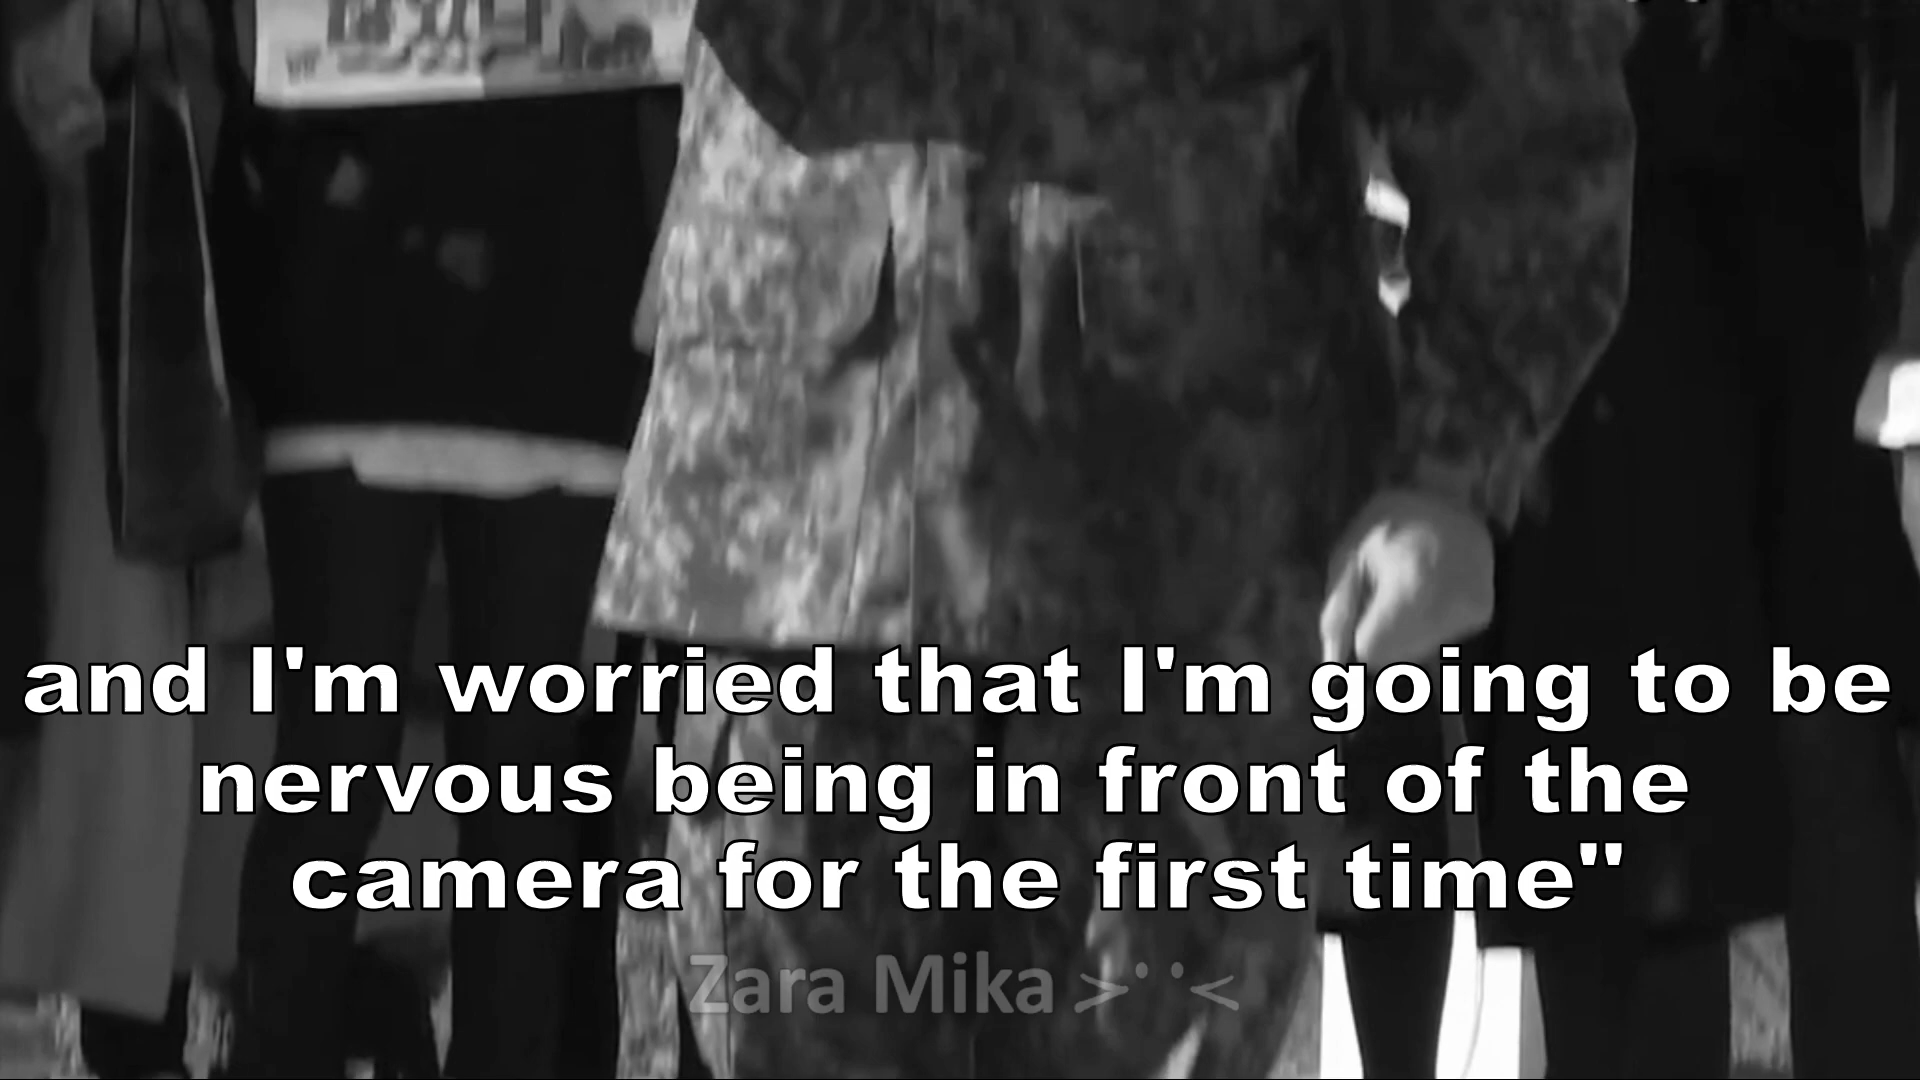 and I'm worried that I'm going to be
nervous being in front of the
camera for the first time"
Zara Mika >˙˙<